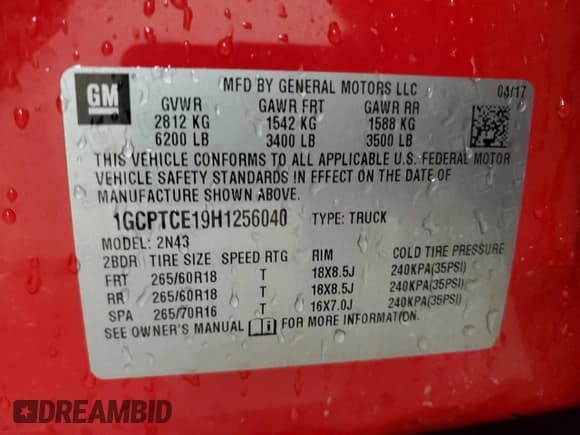 GM
MFD BY GENERAL MOTORS LLC 04/17
GVWR GAWR FRT GAWR RR
2812 KG 1542 KG 1588 KG
6200 LB 3400 LB 3500 LB
THIS VEHICLE CONFORMS TO ALL APPLICABLE U.S. FEDERAL MOTOR
VEHICLE SAFETY STANDARDS IN EFFECT ON THE DATE OF
MANUFACTURE SHOWN ABOVE.
1GCPTCE19H1256040 TYPE: TRUCK
MODEL: 2N43
2BDR TIRE SIZE SPEED RTG RIM COLD TIRE PRESSURE
FRT 265/60R18 T 18X8.5J 240KPA(35PSI)
RR 265/60R18 T 18X8.5J 240KPA(35PSI)
SPA 265/70R16 T 16X7.0J 240KPA(35PSI)
SEE OWNER'S MANUAL FOR MORE INFORMATION.
DREAMBID